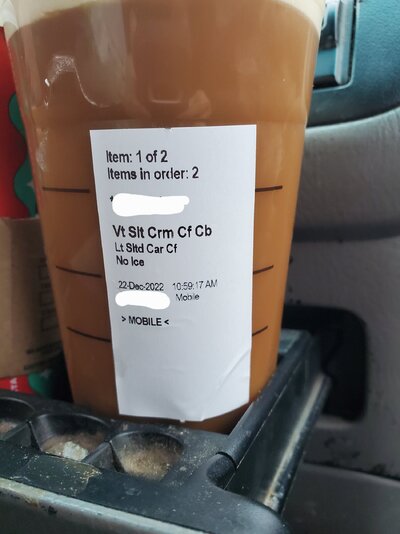 Item: 1 of 2
Items in order: 2
Vt Slt Crm Cf Cb
Lt Sltd Car Cf
No Ice
22-Dec-2022 10:59:17 AM
Mobile
> MOBILE <